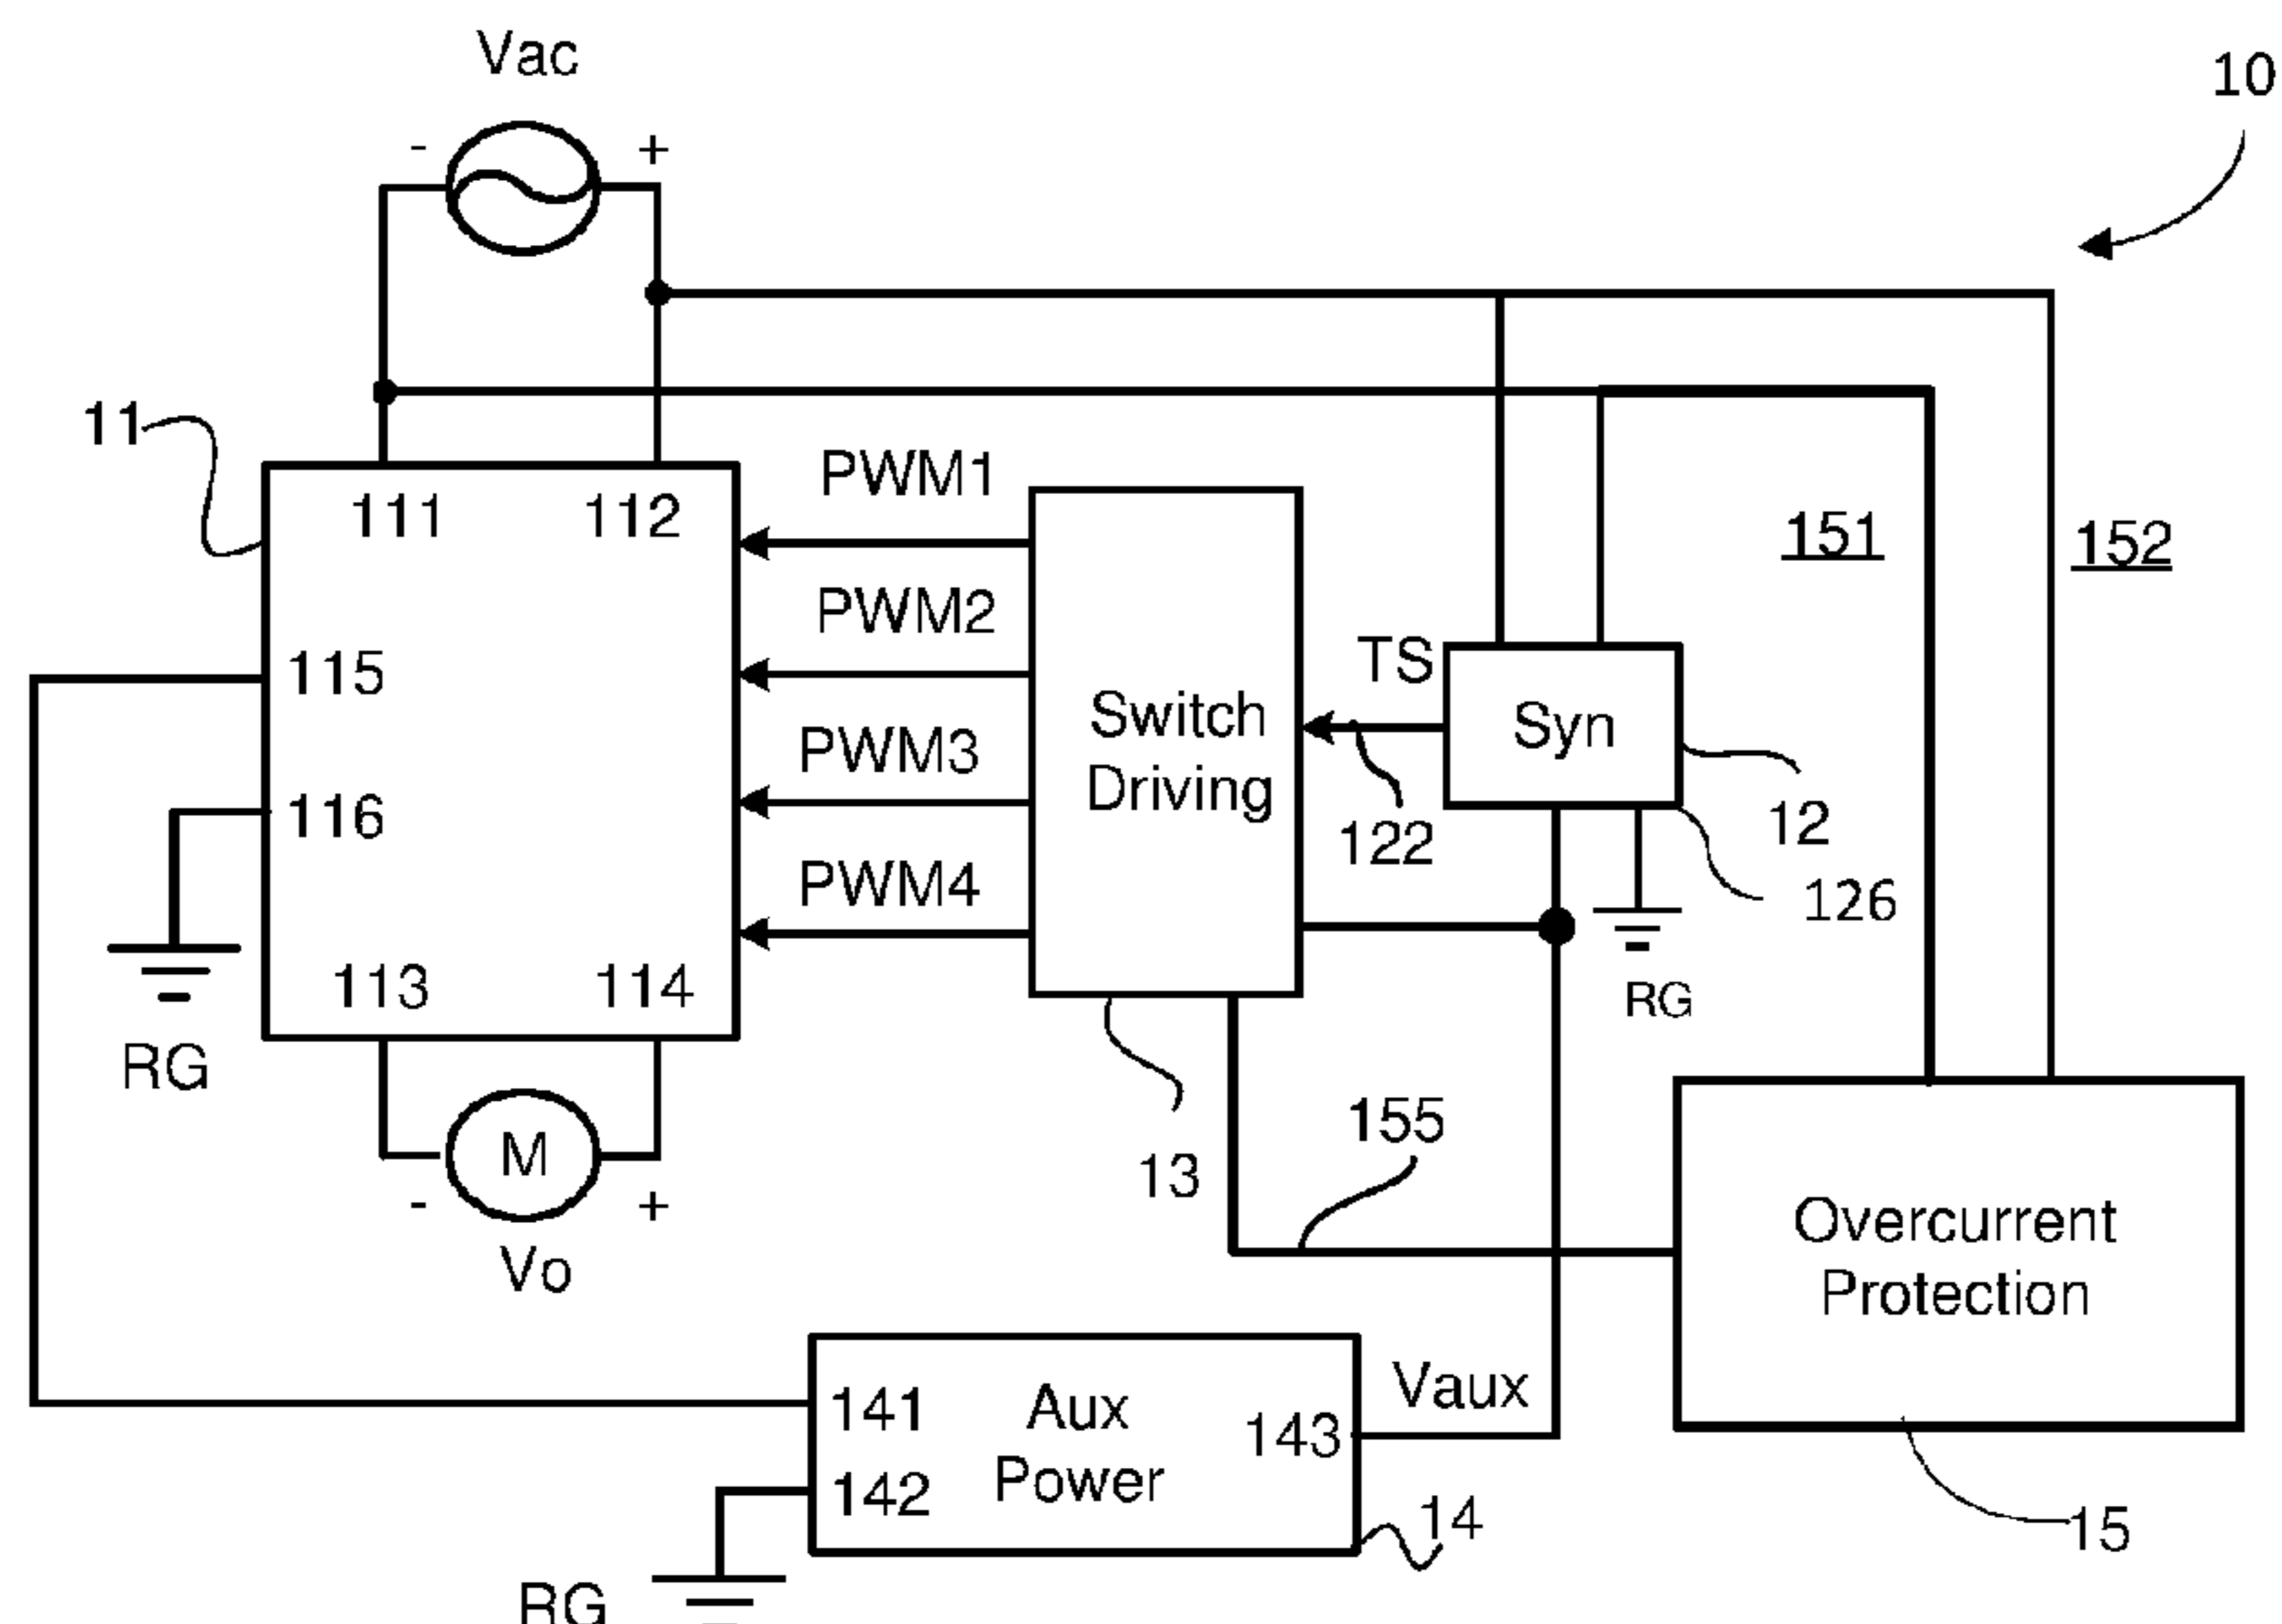 Vac
10
- +
11
111 112
PWM1
151
152
PWM2
115
TS
Switch
Driving
Syn
PWM3
116
122
12
PWM4
126
113 114
RG
RG
M
155
13
- +
Vo
Overcurrent
Protection
141
Aux
Power
143
Vaux
142
14
15
RG